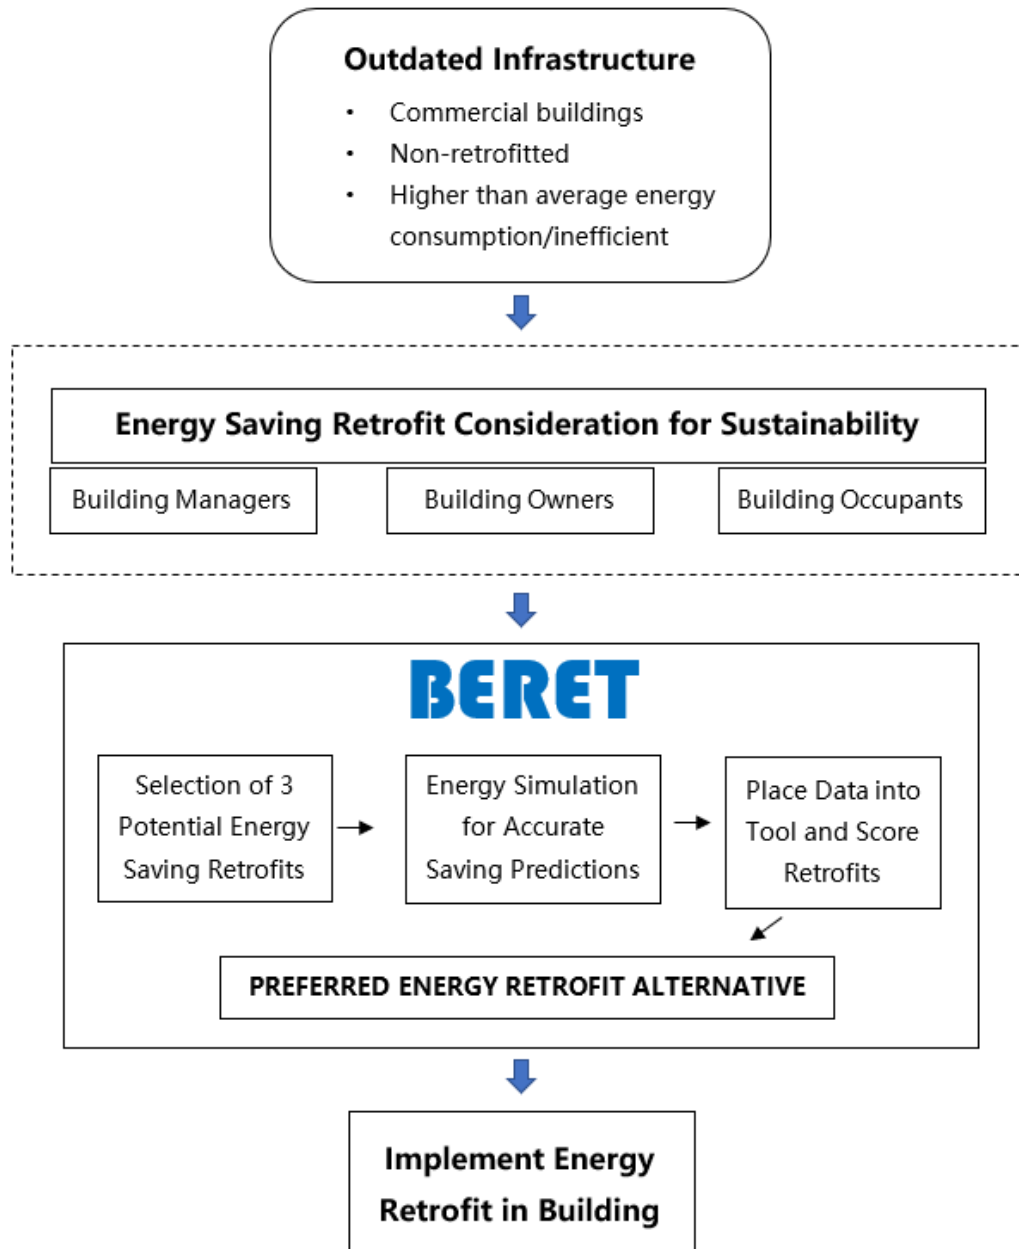 Outdated Infrastructure
• Commercial buildings
• Non-retrofitted
• Higher than average energy
consumption/inefficient
Energy Saving Retrofit Consideration for Sustainability
Building Managers
Building Owners
Building Occupants
BERET
Selection of 3
Potential Energy
Saving Retrofits
Energy Simulation
for Accurate
Saving Predictions
Place Data into
Tool and Score
Retrofits
PREFERRED ENERGY RETROFIT ALTERNATIVE
Implement Energy
Retrofit in Building